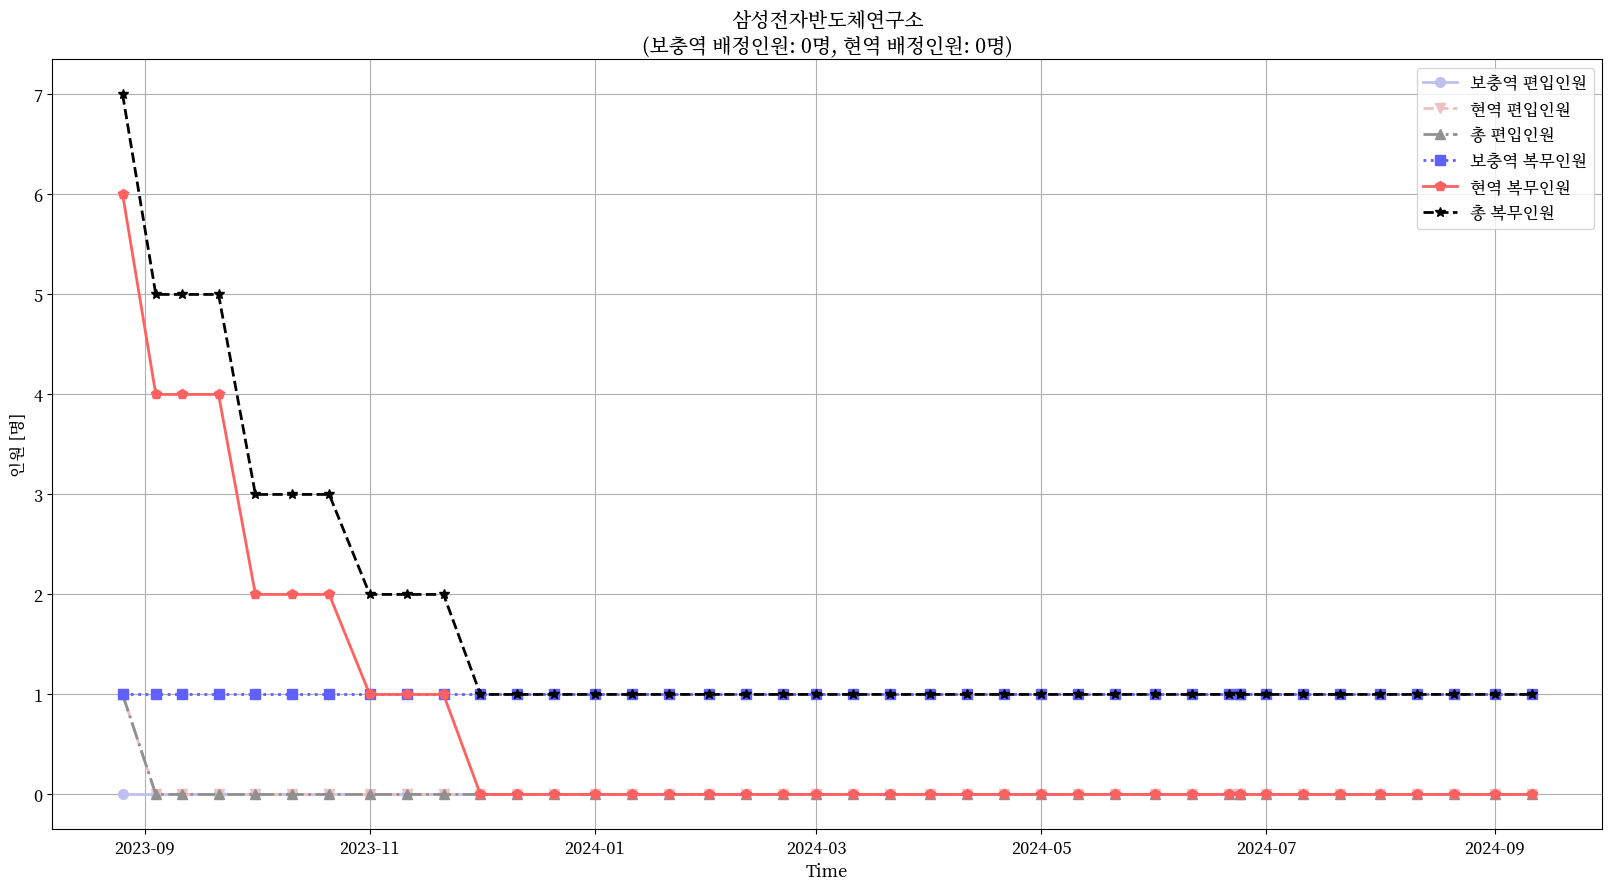 삼성전자반도체연구소
(보충역 배정인원: 0명, 현역 배정인원: 0명)
보충역 편입인원
현역 편입인원
총 편입인원
보충역 복무인원
현역 복무인원
총 복무인원
인원 [명]
7
6
5
4
3
2
1
0
2023-09
2023-11
2024-01
2024-03
2024-05
2024-07
2024-09
Time